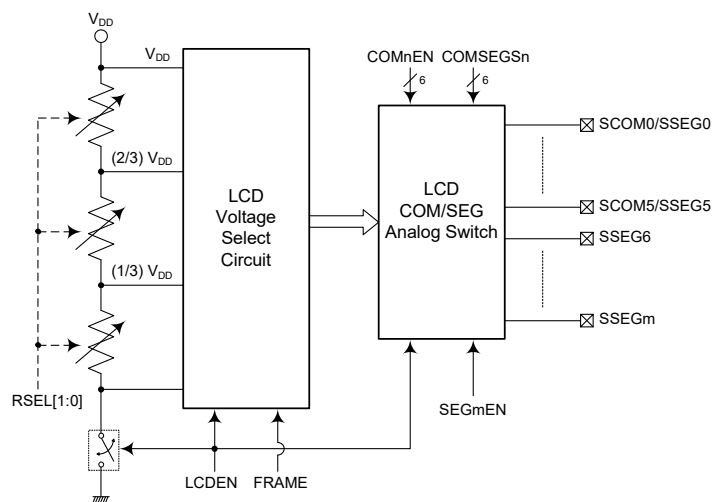 VDD
VDD
(2/3) VDD
(1/3) VDD
RSEL[1:0]
LCD
Voltage
Select
Circuit
LCDEN
FRAME
COMnEN
COMSEGSn
6
6
LCD
COM/SEG
Analog Switch
SEGmEN
SCOM0/SSEG0
SCOM5/SSEG5
SSEG6
SSEGm